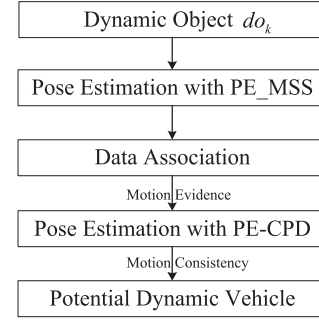 Dynamic Object do_k
Pose Estimation with PE_MSS
Data Association
Motion Evidence
Pose Estimation with PE-CPD
Motion Consistency
Potential Dynamic Vehicle